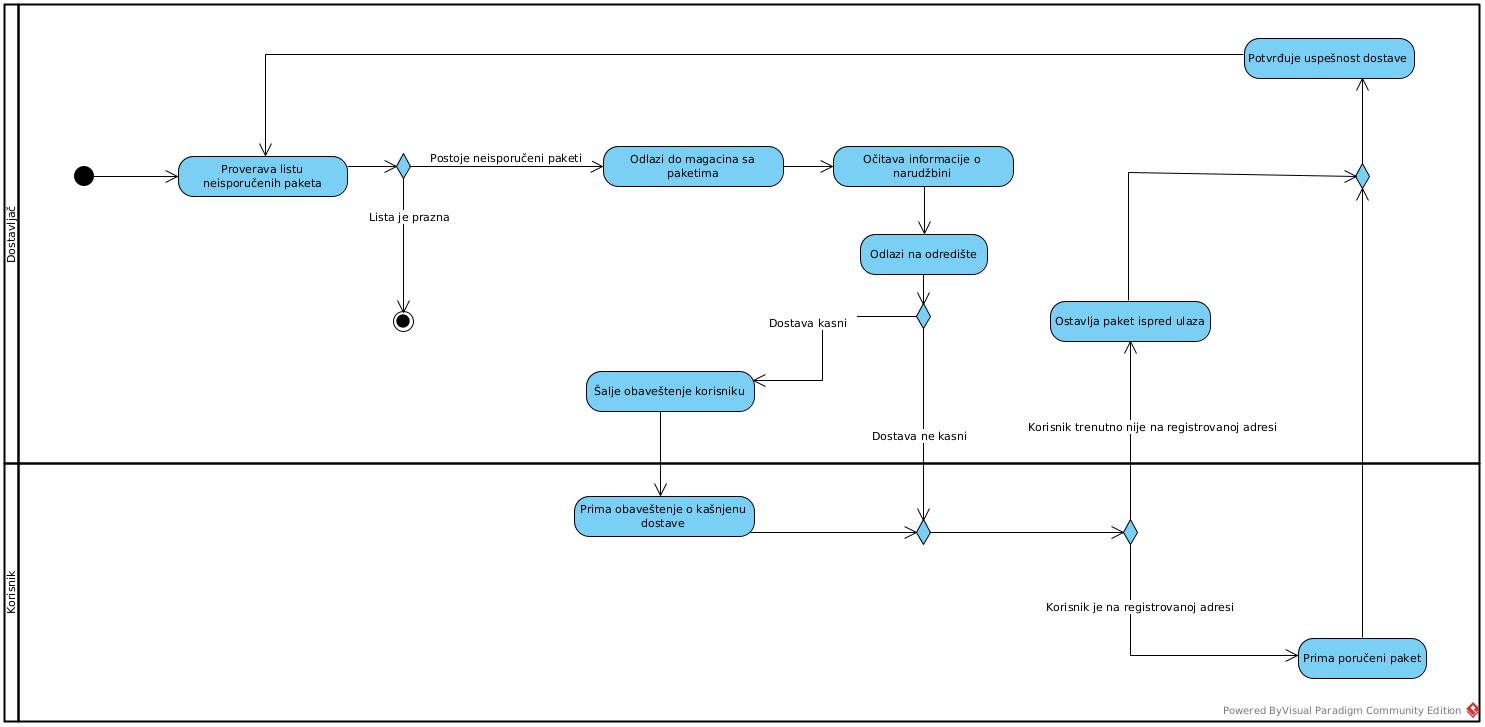 Dostavljač
Potvrđuje uspešnost dostave
Proverava listu
neisporučenih paketa
Postoje neisporučeni paketi
Odlazi do magacina sa
paketima
Očitava informacije o
narudžbini
Lista je prazna
Odlazi na odredište
Dostava kasni
Ostavlja paket ispred ulaza
Šalje obaveštenje korisniku
Dostava ne kasni
Korisnik trenutno nije na registrovanoj adresi
Korisnik
Prima obaveštenje o kašnjenu
dostave
Korisnik je na registrovanoj adresi
Prima poručeni paket
Powered ByVisual Paradigm Community Edition